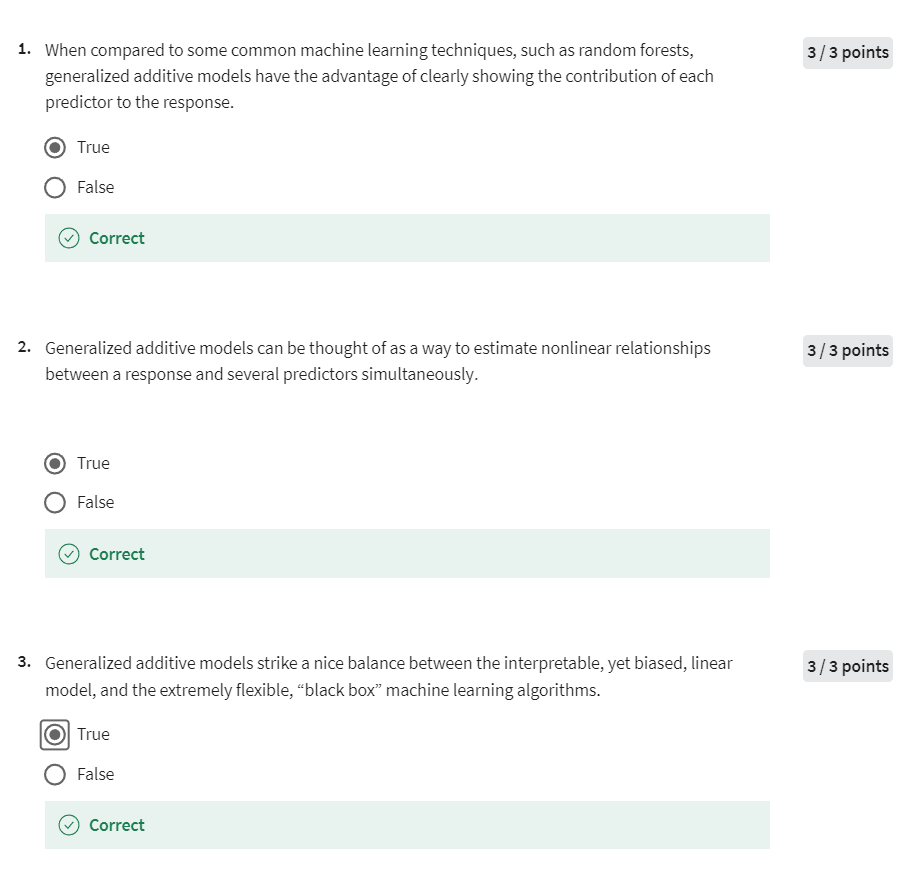 1. When compared to some common machine learning techniques, such as random forests,
generalized additive models have the advantage of clearly showing the contribution of each
predictor to the response.
3 / 3 points
True
False
Correct
2. Generalized additive models can be thought of as a way to estimate nonlinear relationships
between a response and several predictors simultaneously.
3 / 3 points
True
False
Correct
3. Generalized additive models strike a nice balance between the interpretable, yet biased, linear
model, and the extremely flexible, “black box” machine learning algorithms.
3 / 3 points
True
False
Correct